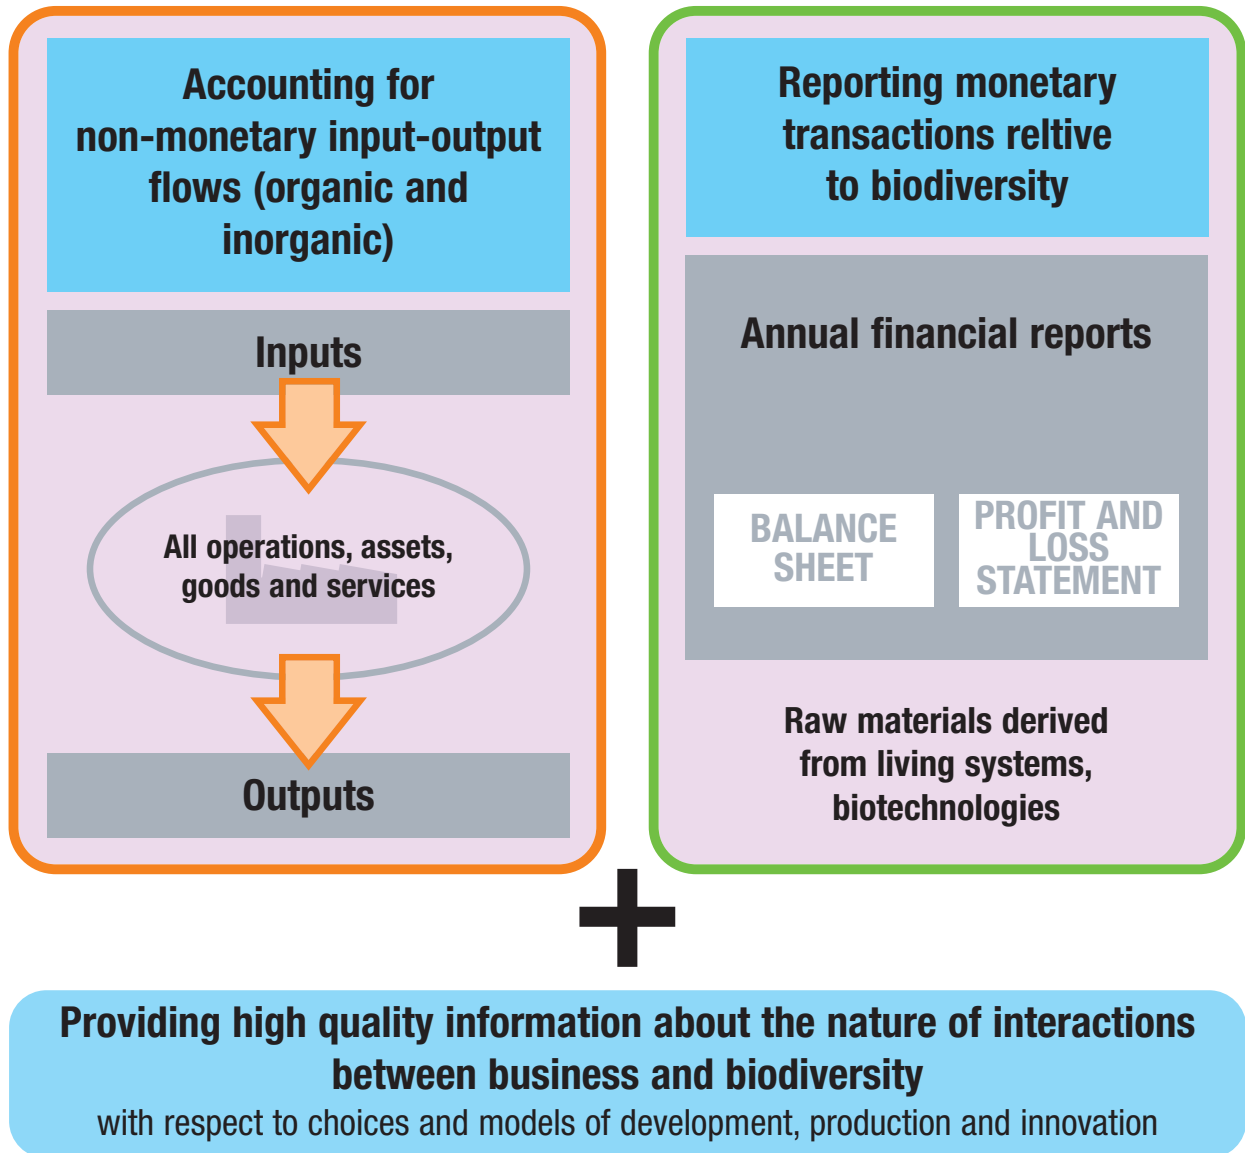 Accounting for
non-monetary input-output
flows (organic and
inorganic)
Inputs
All operations, assets,
goods and services
Outputs
Reporting monetary
transactions reltive
to biodiversity
Annual financial reports
BALANCE
SHEET
PROFIT AND
LOSS
STATEMENT
Raw materials derived
from living systems,
biotechnologies
+
Providing high quality information about the nature of interactions
between business and biodiversity
with respect to choices and models of development, production and innovation